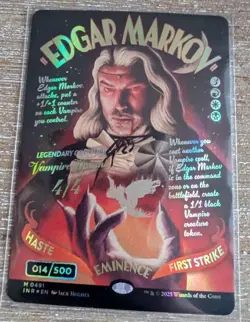 EDGAR MARKOV
Whenever
Edgar Markov
attacks, put a
+1/+1 counter
on each Vampire
you control.
Whenever you
cast another
Vampire spell,
if Edgar Markov
is in the command
zone or on the
battlefield, create
a 1/1 black
Vampire
creature token.
LEGENDARY
Vampire
4/4
HASTE
EMINENCE
FIRST STRIKE
014/500
M 0491
INR EN
™ & © 2025 Wizards of the Coast